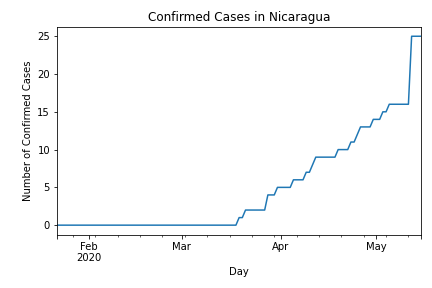 Confirmed Cases in Nicaragua
Number of Confirmed Cases
25
20
15
10
5
0
Feb
2020
Mar
Apr
May
Day